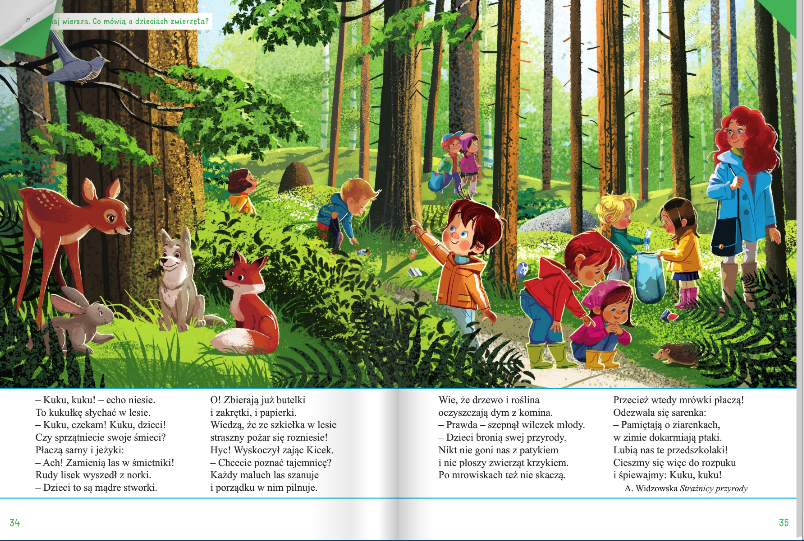 aj wiersza. Co mówią o dzieciach zwierzęta?
– Kuku, kuku! – echo niesie.
To kukułkę słychać w lesie.
– Kuku, czekam! Kuku, dzieci!
Czy sprzątniecie swoje śmieci?
Płaczą sarny i jeżyki:
– Ach! Zamienią las w śmietniki!
Rudy lisek wyszedł z norki.
– Dzieci to są mądre stworki.
O! Zbierają już butelki
i zakrętki, i papierki.
Wiedzą, że ze szkiełka w lesie
straszny pożar się rozniesie!
Hyc! Wyskoczył zając Kicek.
– Chcecie poznać tajemnicę?
Każdy maluch las szanuje
i porządku w nim pilnuje.
Wie, że drzewo i roślina
oczyszczają dym z komina.
– Prawda – szepnął wilczek młody.
– Dzieci bronią swej przyrody.
Nikt nie goni nas z patykiem
i nie płoszy zwierząt krzykiem.
Po mrowiskach też nie skaczą.
Przecież wtedy mrówki płaczą!
Odezwała się sarenka:
– Pamiętają o ziarenkach,
w zimie dokarmiają ptaki.
Lubią nas te przedszkolaki!
Cieszmy się więc do rozpuku
i śpiewajmy: Kuku, kuku!
A. Widzowska Strażnicy przyrody
34
35